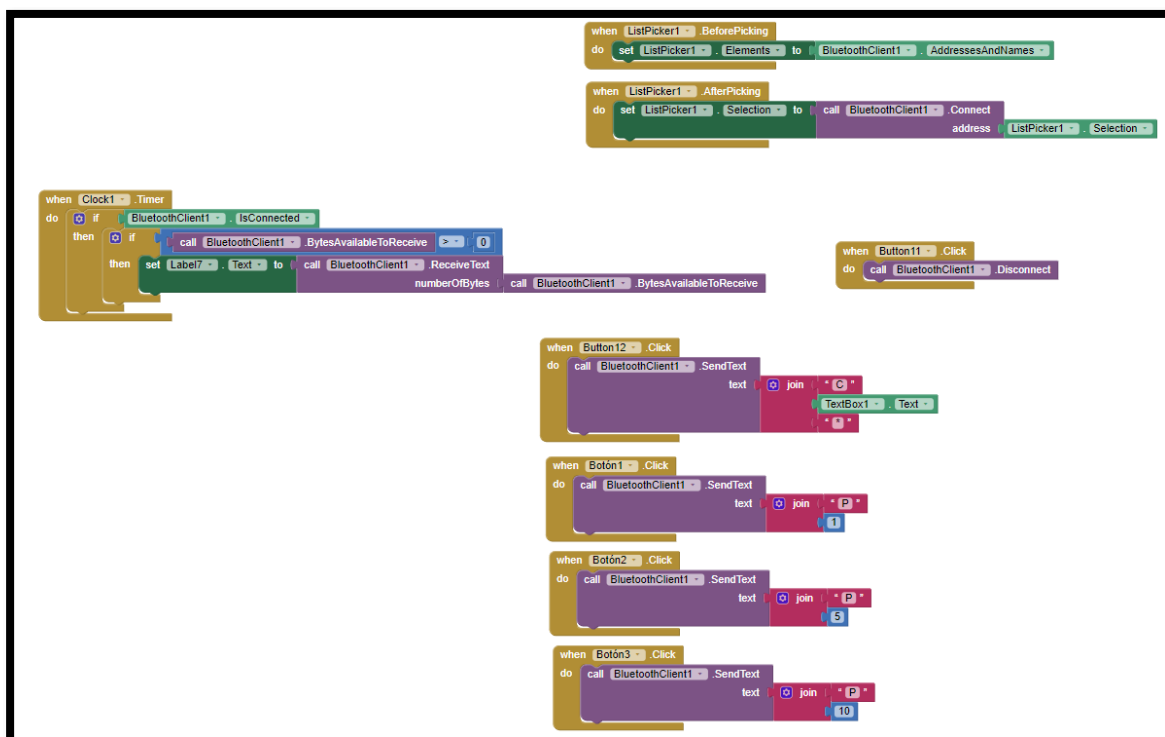 when ListPicker1 .BeforePicking
do set ListPicker1 . Elements to BluetoothClient1 . AddressesAndNames
when ListPicker1 .AfterPicking
do set ListPicker1 . Selection to call BluetoothClient1 .Connect
address ListPicker1 . Selection
when Clock1 .Timer
do if BluetoothClient1 . IsConnected
then if call BluetoothClient1 .BytesAvailableToReceive > 0
then set Label7 . Text to call BluetoothClient1 .ReceiveText
numberOfBytes call BluetoothClient1 .BytesAvailableToReceive
when Button11 .Click
do call BluetoothClient1 .Disconnect
when Button12 .Click
do call BluetoothClient1 .SendText
text join " C "
TextBox1 . Text
" * "
when Botón1 .Click
do call BluetoothClient1 .SendText
text join " P "
1
when Botón2 .Click
do call BluetoothClient1 .SendText
text join " P "
5
when Botón3 .Click
do call BluetoothClient1 .SendText
text join " P "
10